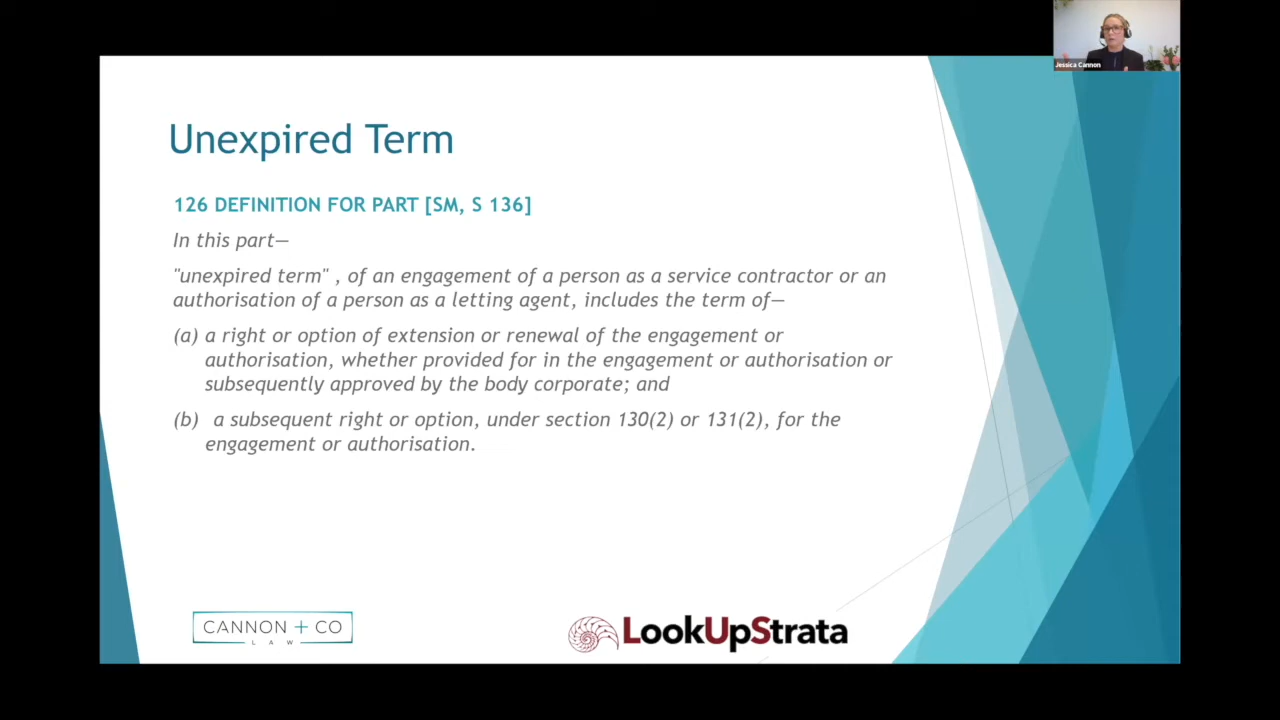 Jessica Cannon
Unexpired Term
126 DEFINITION FOR PART [SM, S 136]
In this part—
"unexpired term" , of an engagement of a person as a service contractor or an
authorisation of a person as a letting agent, includes the term of—
(a) a right or option of extension or renewal of the engagement or
authorisation, whether provided for in the engagement or authorisation or
subsequently approved by the body corporate; and
(b) a subsequent right or option, under section 130(2) or 131(2), for the
engagement or authorisation.
CANNON + CO
LAW
LookUpStrata